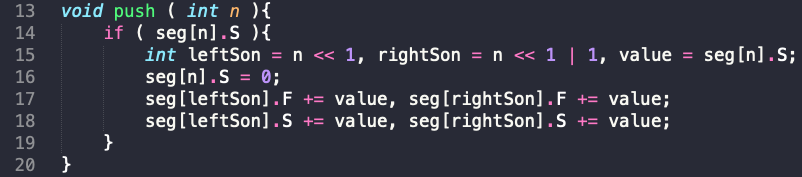 13 void push ( int n ){
14     if ( seg[n].S ){
15         int leftSon = n << 1, rightSon = n << 1 | 1, value = seg[n].S;
16         seg[n].S = 0;
17         seg[leftSon].F += value, seg[rightSon].F += value;
18         seg[leftSon].S += value, seg[rightSon].S += value;
19     }
20 }